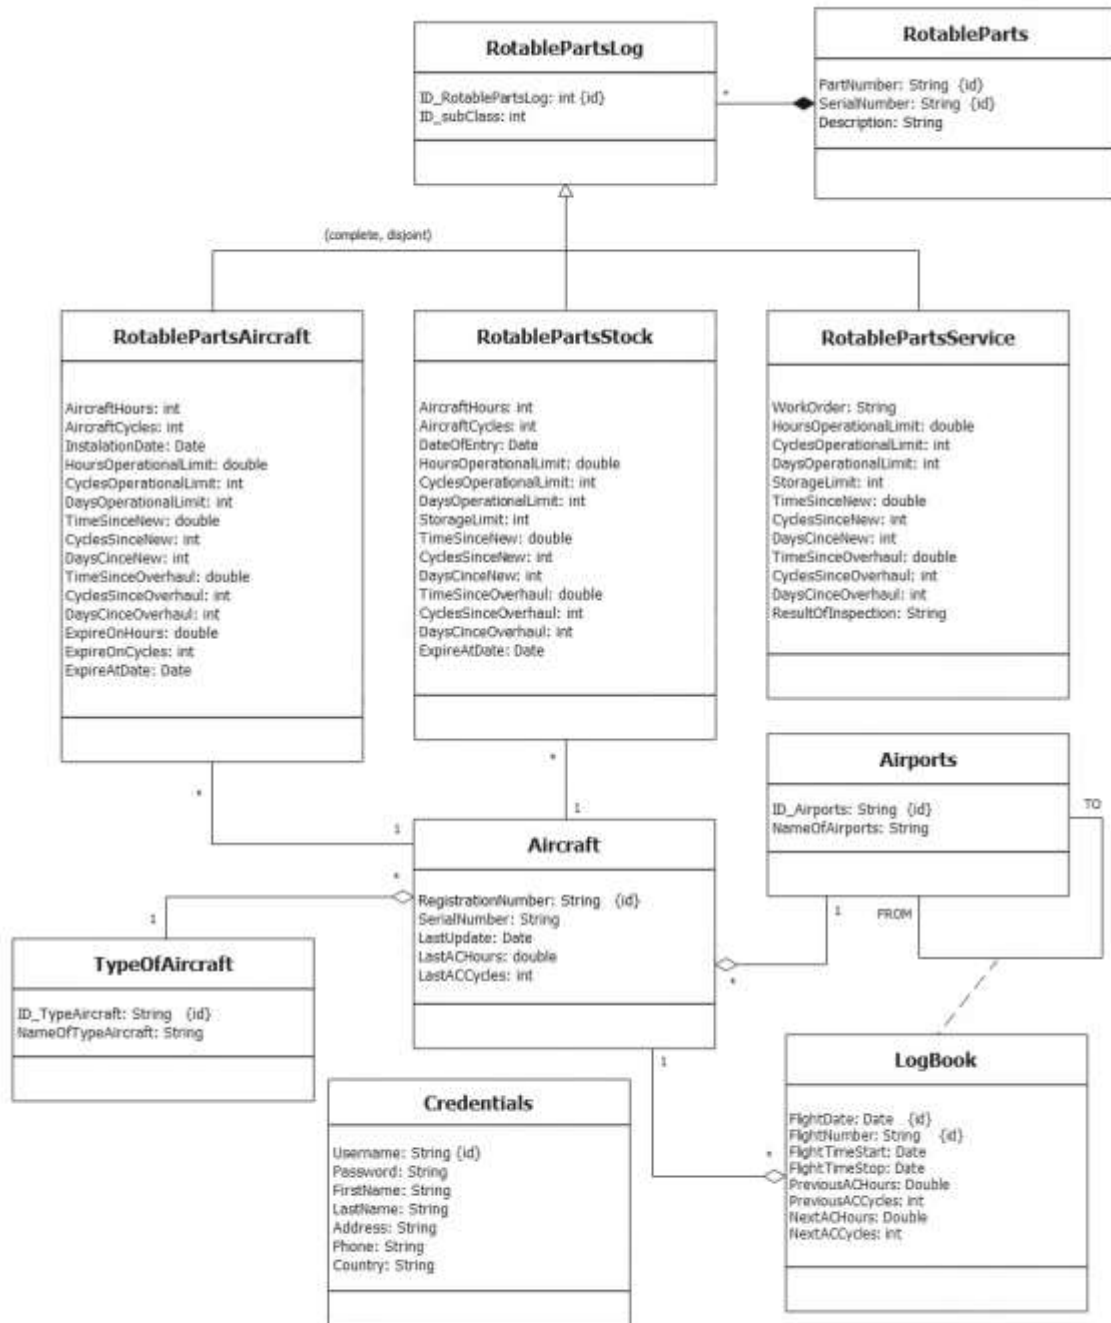 RotablePartsLog
ID_RotablePartsLog: int {id}
ID_subClass: int
*
RotableParts
PartNumber: String {id}
SerialNumber: String {id}
Description: String
(complete, disjoint)
RotablePartsAircraft
AircraftHours: int
AircraftCycles: int
InstalationDate: Date
HoursOperationalLimit: double
CyclesOperationalLimit: int
DaysOperationalLimit: int
TimeSinceNew: double
CyclesSinceNew: int
DaysCinceNew: int
TimeSinceOverhaul: double
CyclesSinceOverhaul: int
DaysCinceOverhaul: int
ExpireOnHours: double
ExpireOnCycles: int
ExpireAtDate: Date
RotablePartsStock
AircraftHours: int
AircraftCycles: int
DateOfEntry: Date
HoursOperationalLimit: double
CyclesOperationalLimit: int
DaysOperationalLimit: int
StorageLimit: int
TimeSinceNew: double
CyclesSinceNew: int
DaysCinceNew: int
TimeSinceOverhaul: double
CyclesSinceOverhaul: int
DaysCinceOverhaul: int
ExpireAtDate: Date
RotablePartsService
WorkOrder: String
HoursOperationalLimit: double
CyclesOperationalLimit: int
DaysOperationalLimit: int
StorageLimit: int
TimeSinceNew: double
CyclesSinceNew: int
DaysCinceNew: int
TimeSinceOverhaul: double
CyclesSinceOverhaul: int
DaysCinceOverhaul: int
ResultOfInspection: String
*
1
*
1
Aircraft
RegistrationNumber: String {id}
SerialNumber: String
LastUpdate: Date
LastACHours: double
LastACCycles: int
Airports
ID_Airports: String {id}
NameOfAirports: String
TO
FROM
1
*
*
1
TypeOfAircraft
ID_TypeAircraft: String {id}
NameOfTypeAircraft: String
1
*
Credentials
Username: String {id}
Password: String
FirstName: String
LastName: String
Address: String
Phone: String
Country: String
LogBook
FlightDate: Date {id}
FlightNumber: String {id}
FlightTimeStart: Date
FlightTimeStop: Date
PreviousACHours: Double
PreviousACCycles: int
NextACHours: Double
NextACCycles: int